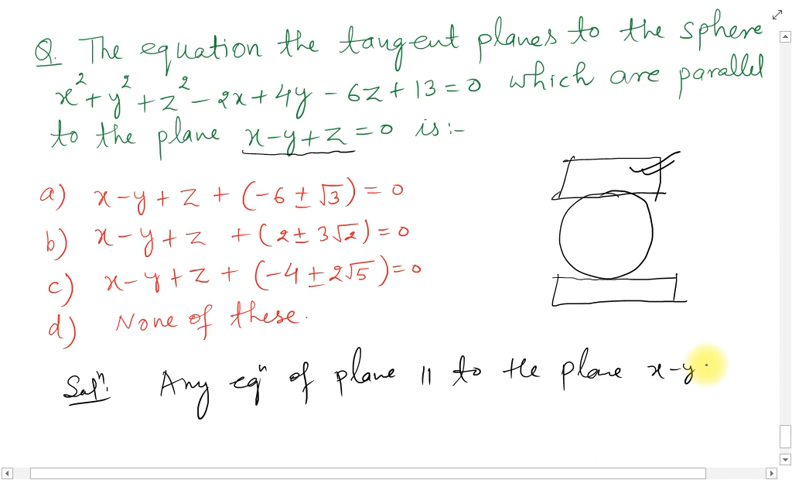 Q. The equation the tangent planes to the sphere
x² + y² + z² - 2x + 4y - 6z + 13 = 0 which are parallel
to the plane x-y+z = 0 is :-
a) x-y+z + (-6 ± √3) = 0
b) x-y+z + (2 ± 3√2) = 0
c) x-y+z + (-4 ± 2√5) = 0
d) None of these.
Solⁿ: Any eqⁿ of plane || to the plane x-y